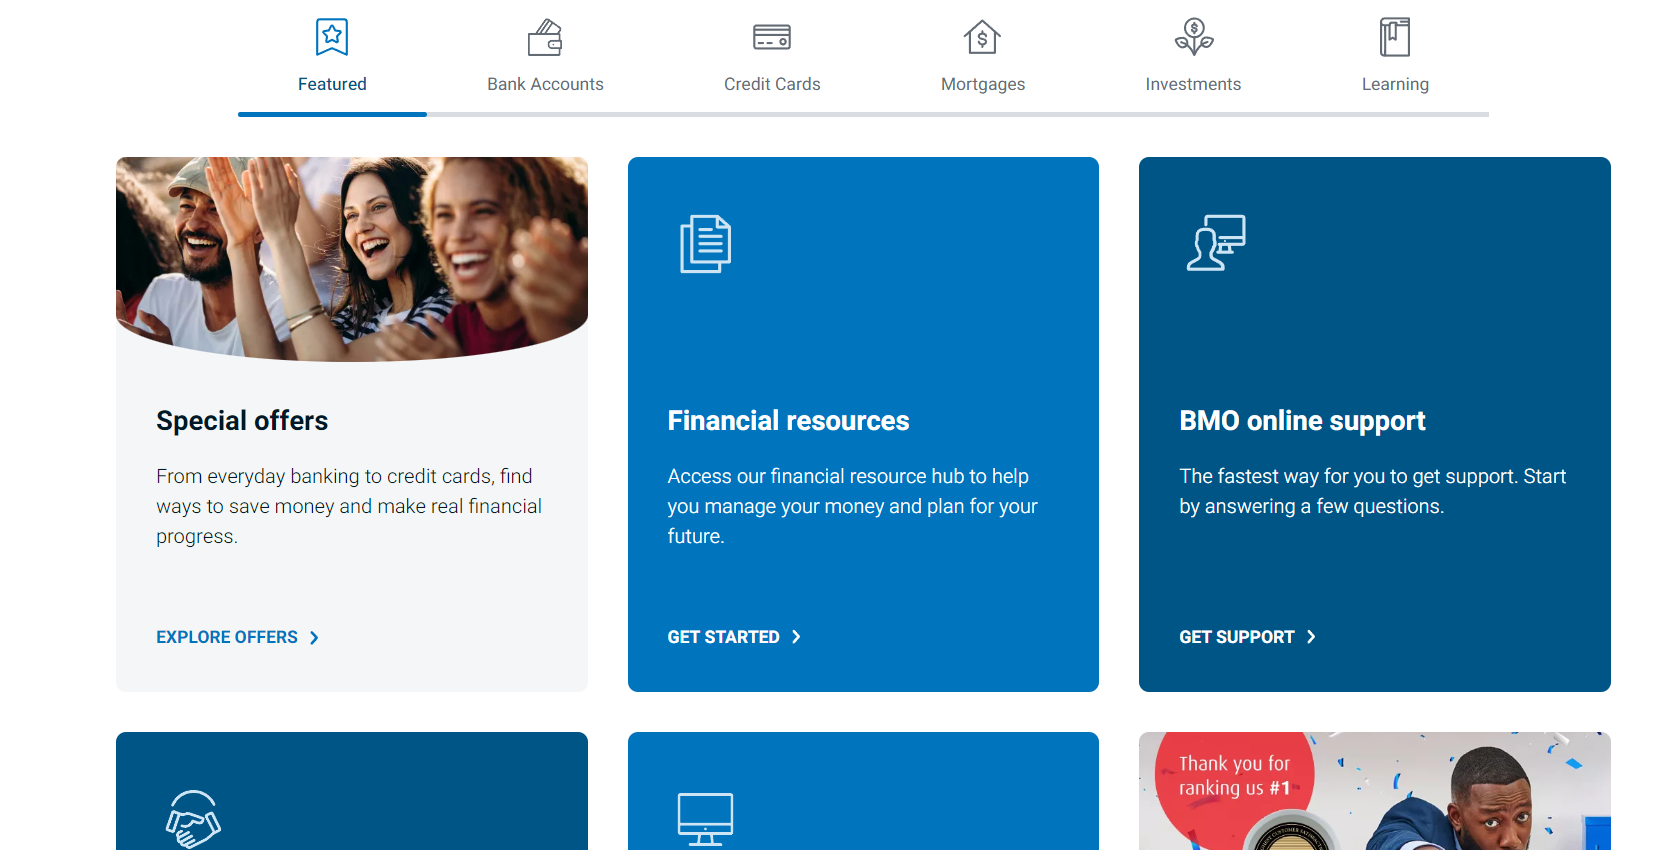 Featured
Bank Accounts
Credit Cards
Mortgages
Investments
Learning
Special offers
From everyday banking to credit cards, find
ways to save money and make real financial
progress.
EXPLORE OFFERS
Financial resources
Access our financial resource hub to help
you manage your money and plan for your
future.
GET STARTED
BMO online support
The fastest way for you to get support. Start
by answering a few questions.
GET SUPPORT
Thank you for
ranking us #1